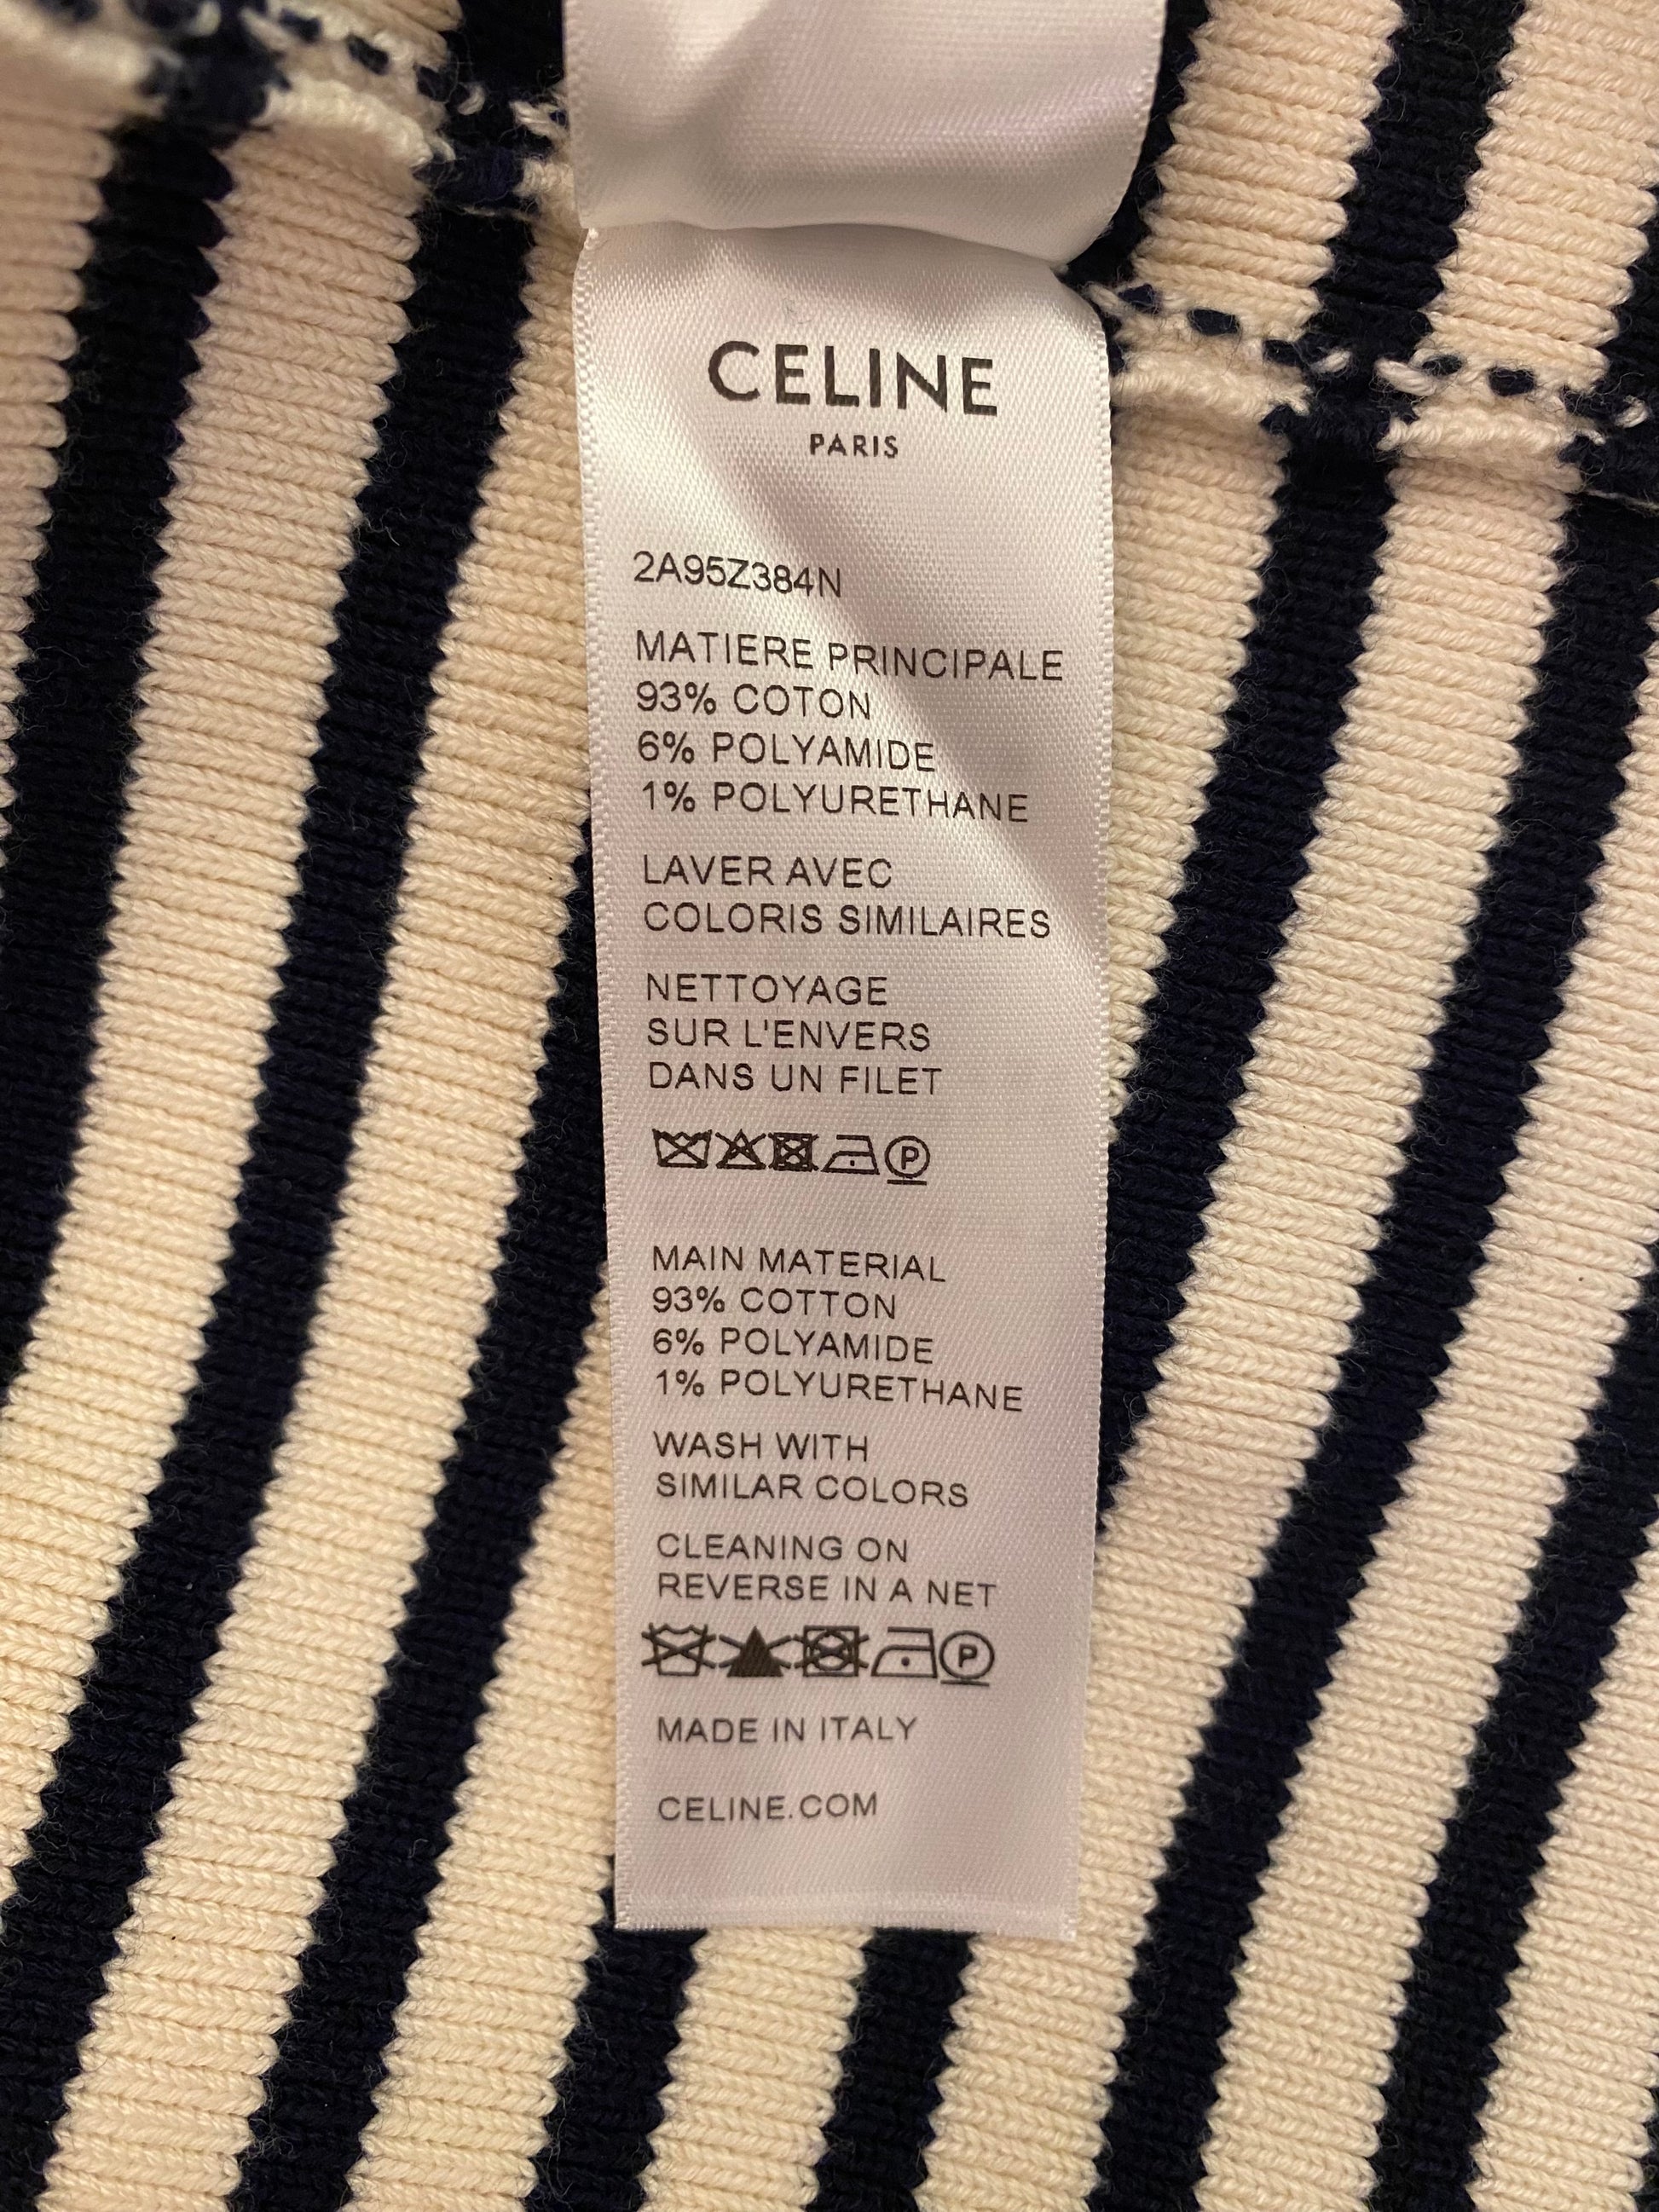 CELINE
PARIS
2A95Z384N
MATIERE PRINCIPALE
93% COTON
6% POLYAMIDE
1% POLYURETHANE
LAVER AVEC
COLORIS SIMILAIRES
NETTOYAGE
SUR L'ENVERS
DANS UN FILET
P
MAIN MATERIAL
93% COTTON
6% POLYAMIDE
1% POLYURETHANE
WASH WITH
SIMILAR COLORS
CLEANING ON
REVERSE IN A NET
P
MADE IN ITALY
CELINE.COM